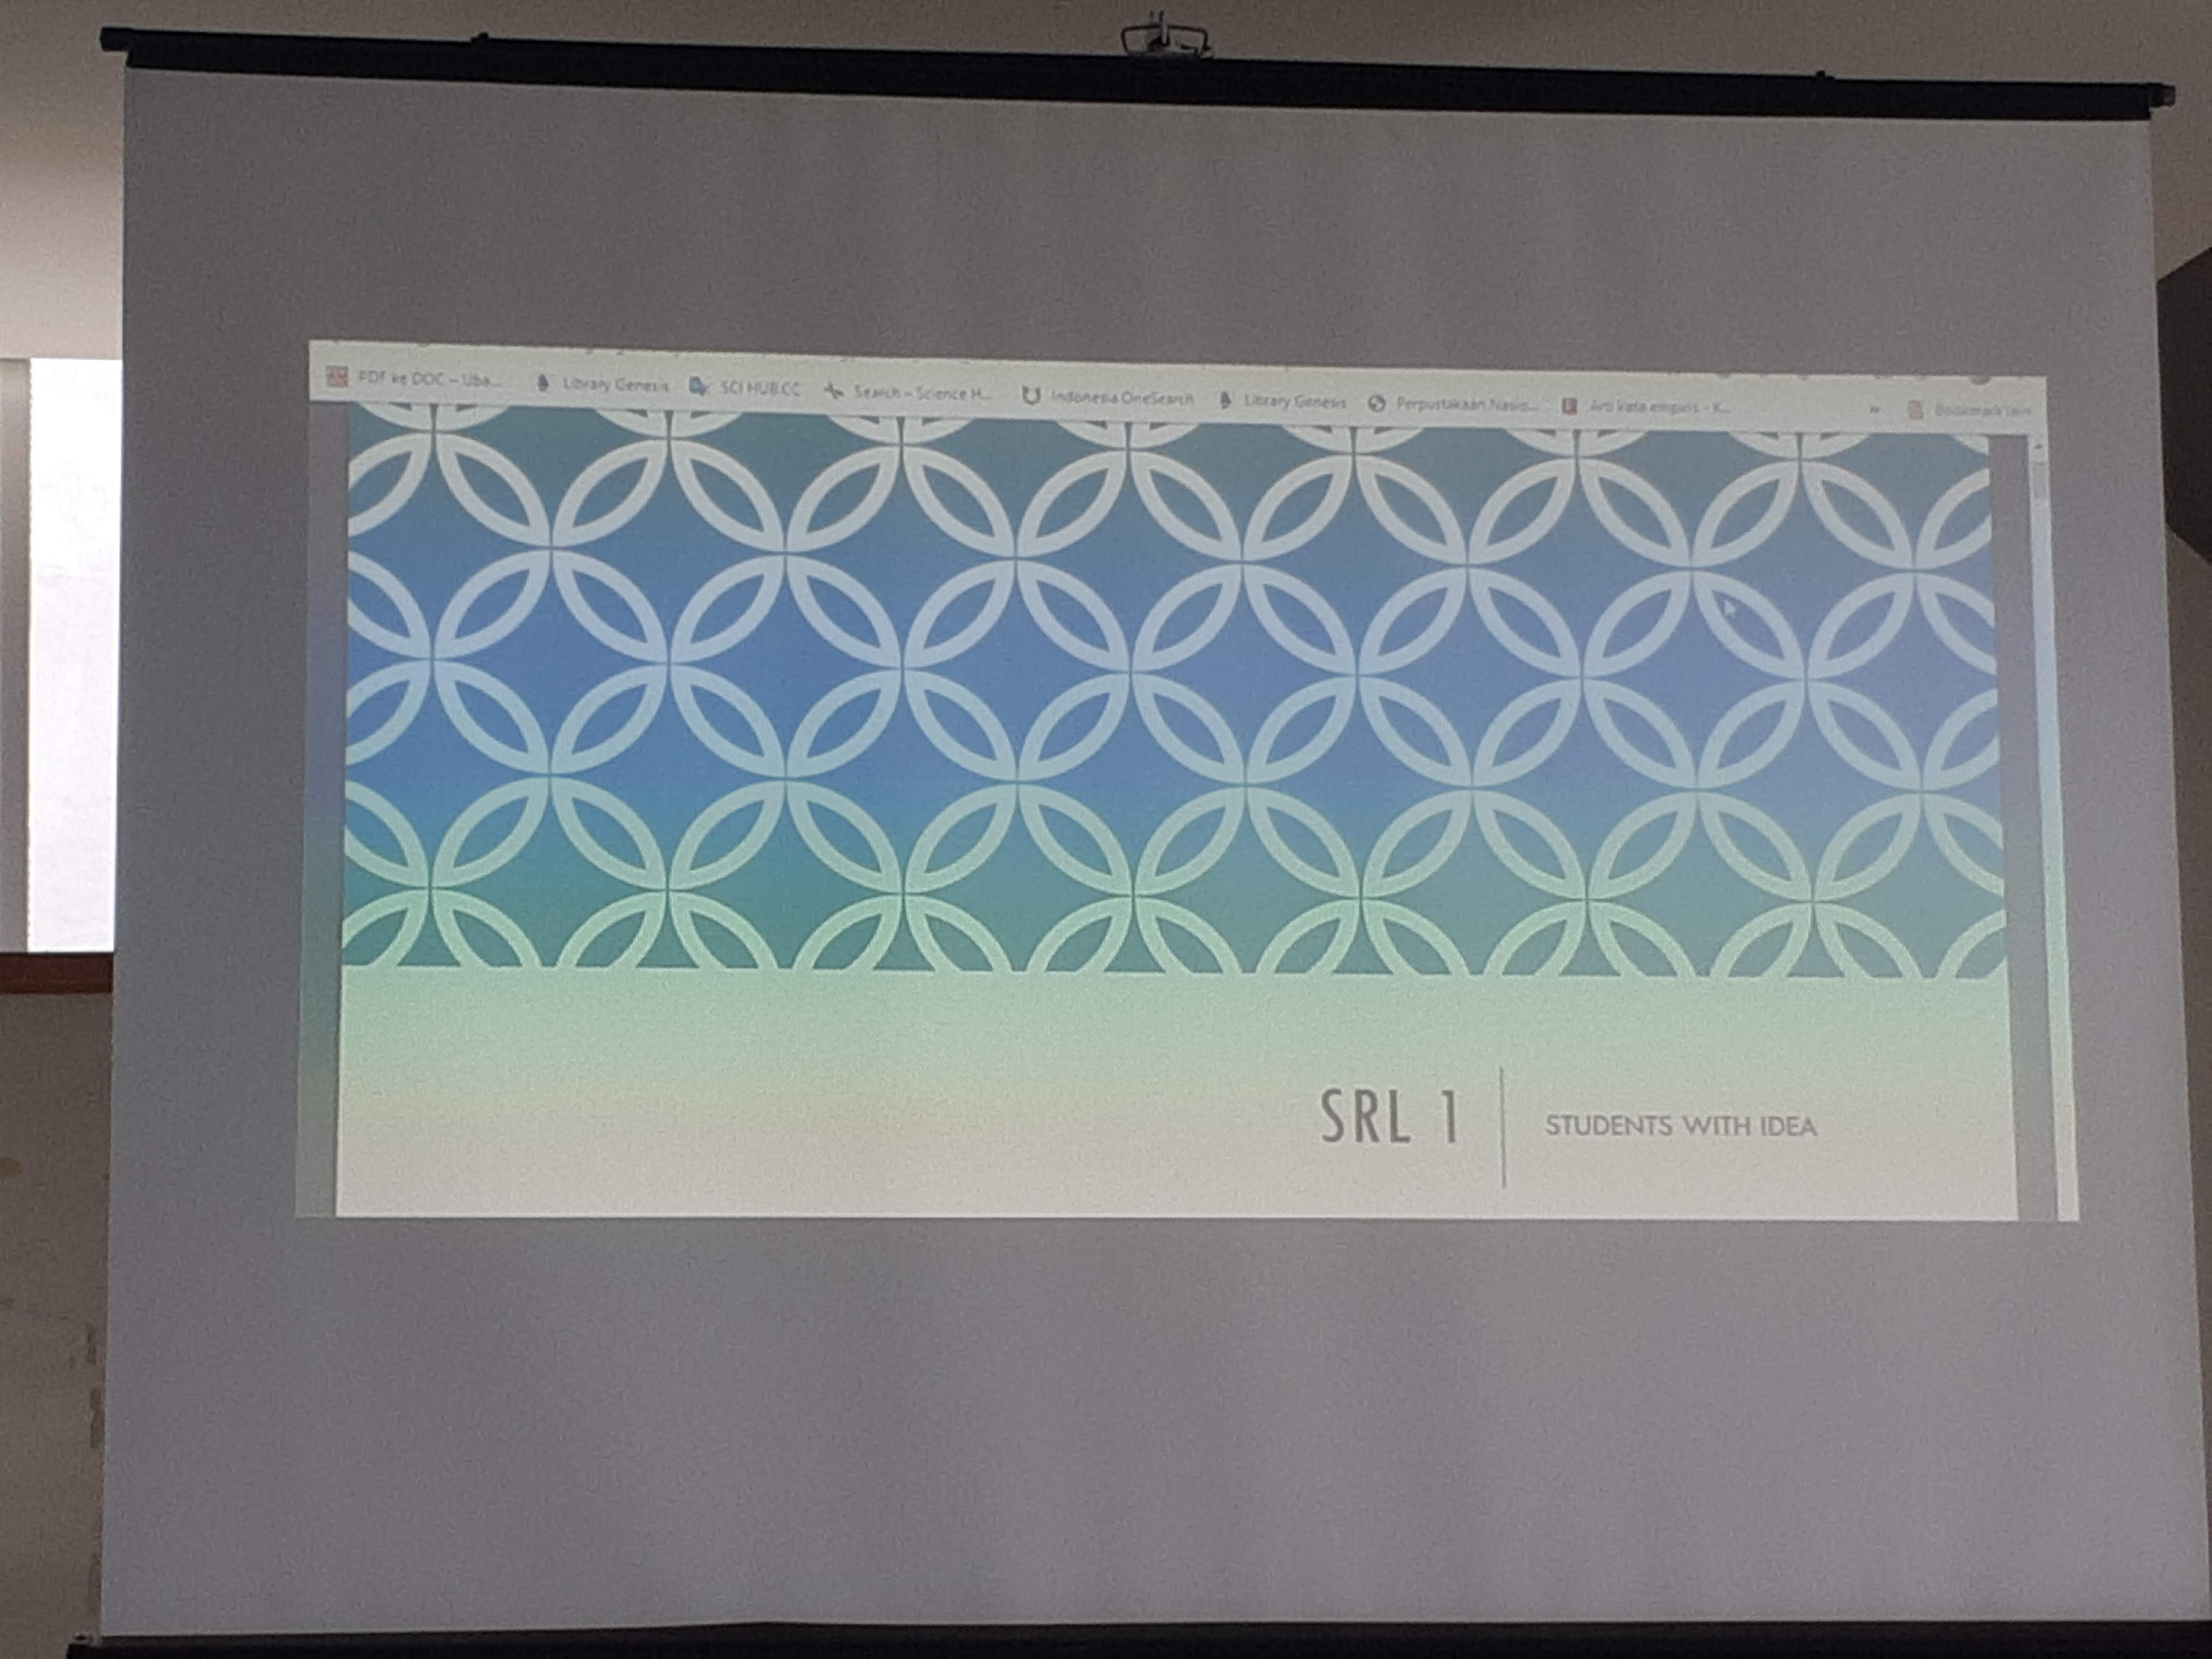 PDF ke DOC – Uba...
Library Genesis
SCI HUB.CC
Search – Science H...
Indonesia OneSearch
Library Genesis
Perpustakaan Nasio...
Arti kata empiris - K...
»
Bookmark lain
SRL 1
STUDENTS WITH IDEA